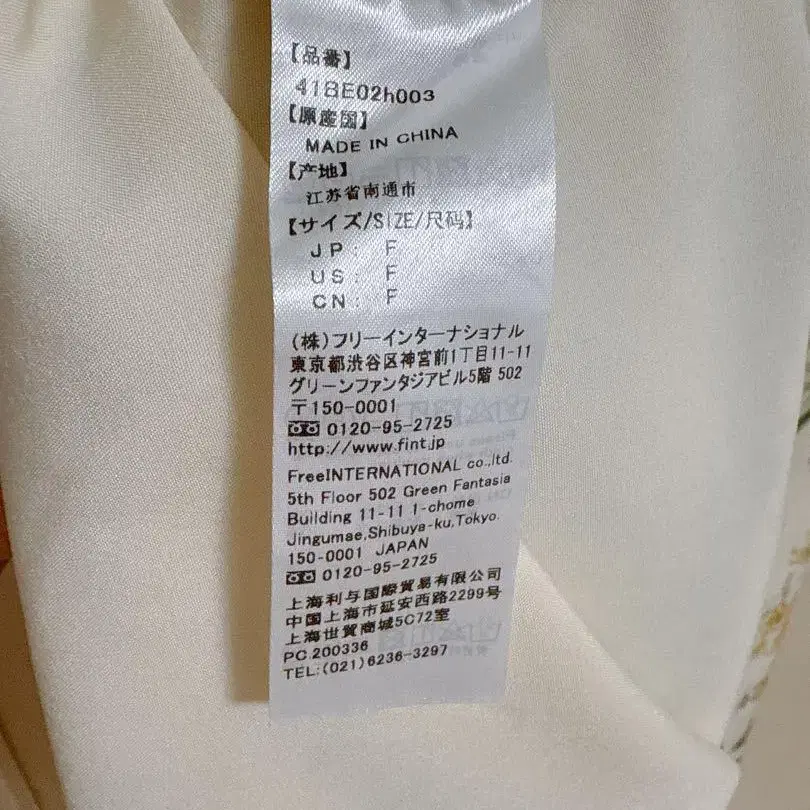 【品番】
41BE02h003
【原産国】
MADE IN CHINA
【产地】
江苏省南通市
【サイズ/SIZE/尺码】
JP: F
US: F
CN: F
(株)フリーインターナショナル
東京都渋谷区神宮前1丁目11-11
グリーンファンタジアビル5階 502
〒150-0001
0120-95-2725
http://www.fint.jp
FreeINTERNATIONAL co.,ltd.
5th Floor 502 Green Fantasia
Building 11-11 1-chome
Jingumae,Shibuya-ku,Tokyo.
150-0001 JAPAN
0120-95-2725
上海利与国際貿易有限公司
中国上海市延安西路2299号
上海世貿商城5C72室
PC.200336
TEL:(021)6236-3297